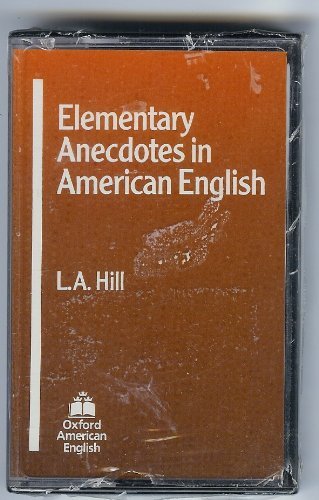 Elementary
Anecdotes in
American English
L.A. Hill
Oxford
American
English